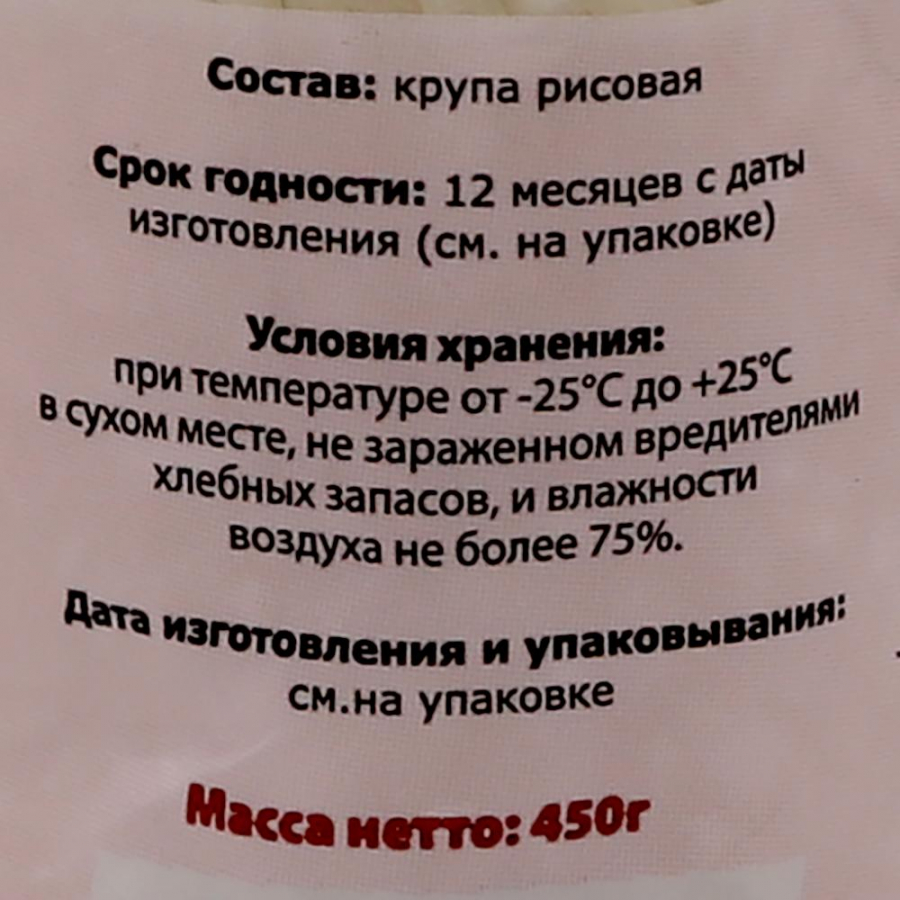 Состав: крупа рисовая
Срок годности: 12 месяцев с даты
изготовления (см. на упаковке)
Условия хранения:
при температуре от -25°С до +25°С
в сухом месте, не зараженном вредителями
хлебных запасов, и влажности
воздуха не более 75%.
Дата изготовления и упаковывания:
см.на упаковке
Масса нетто: 450г